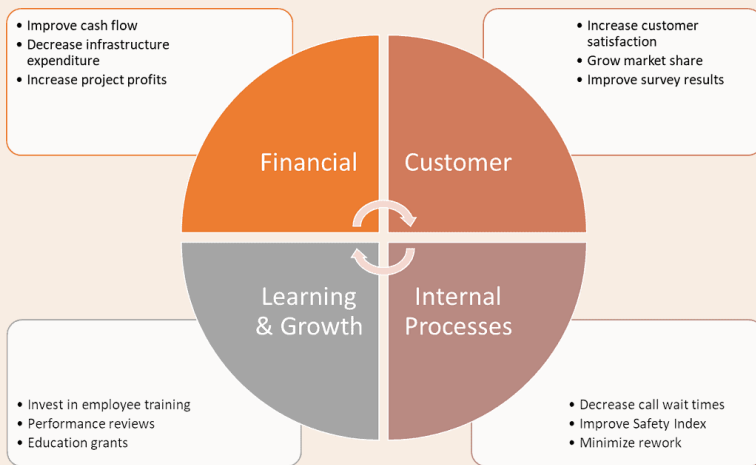 • Improve cash flow
• Decrease infrastructure
expenditure
• Increase project profits
• Increase customer
satisfaction
• Grow market share
• Improve survey results
Financial
Customer
Learning
& Growth
Internal
Processes
• Invest in employee training
• Performance reviews
• Education grants
• Decrease call wait times
• Improve Safety Index
• Minimize rework